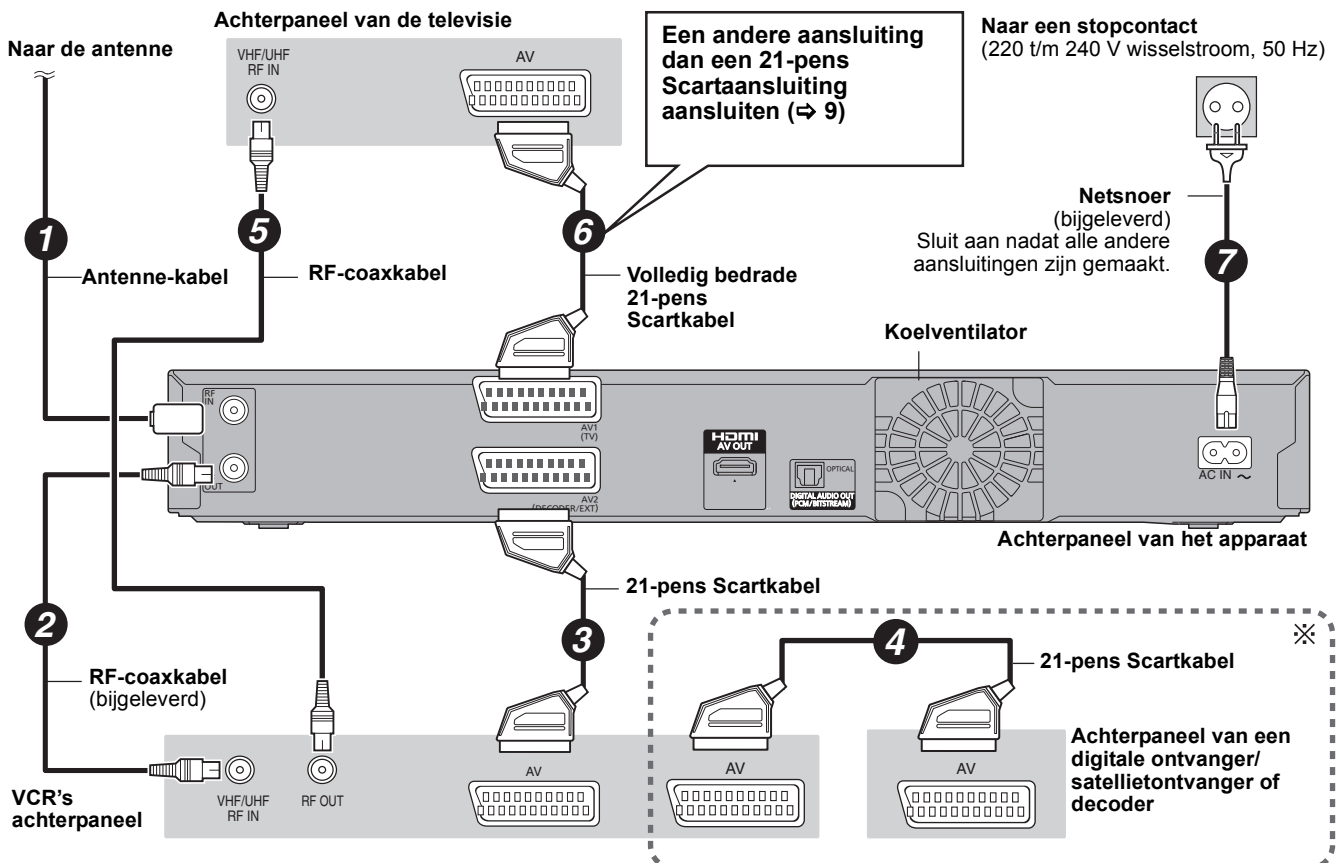 Achterpaneel van de televisie
Naar de antenne
VHF/UHF
RF IN
AV
Een andere aansluiting
dan een 21-pens
Scartaansluiting
aansluiten (⇨ 9)
Naar een stopcontact
(220 t/m 240 V wisselstroom, 50 Hz)
1
Antenne-kabel
5
RF-coaxkabel
6
Volledig bedrade
21-pens
Scartkabel
Netsnoer
(bijgeleverd)
Sluit aan nadat alle andere
aansluitingen zijn gemaakt.
7
Koelventilator
RF
IN
OUT
AV1
(TV)
AV2
(DECODER/EXT)
HDMI
AV OUT
OPTICAL
DIGITAL AUDIO OUT
(PCM/BITSTREAM)
AC IN ~
Achterpaneel van het apparaat
2
RF-coaxkabel
(bijgeleverd)
21-pens Scartkabel
3
4
※
21-pens Scartkabel
VCR's
achterpaneel
VHF/UHF
RF IN
RF OUT
AV
AV
AV
Achterpaneel van een
digitale ontvanger/
satellietontvanger of
decoder